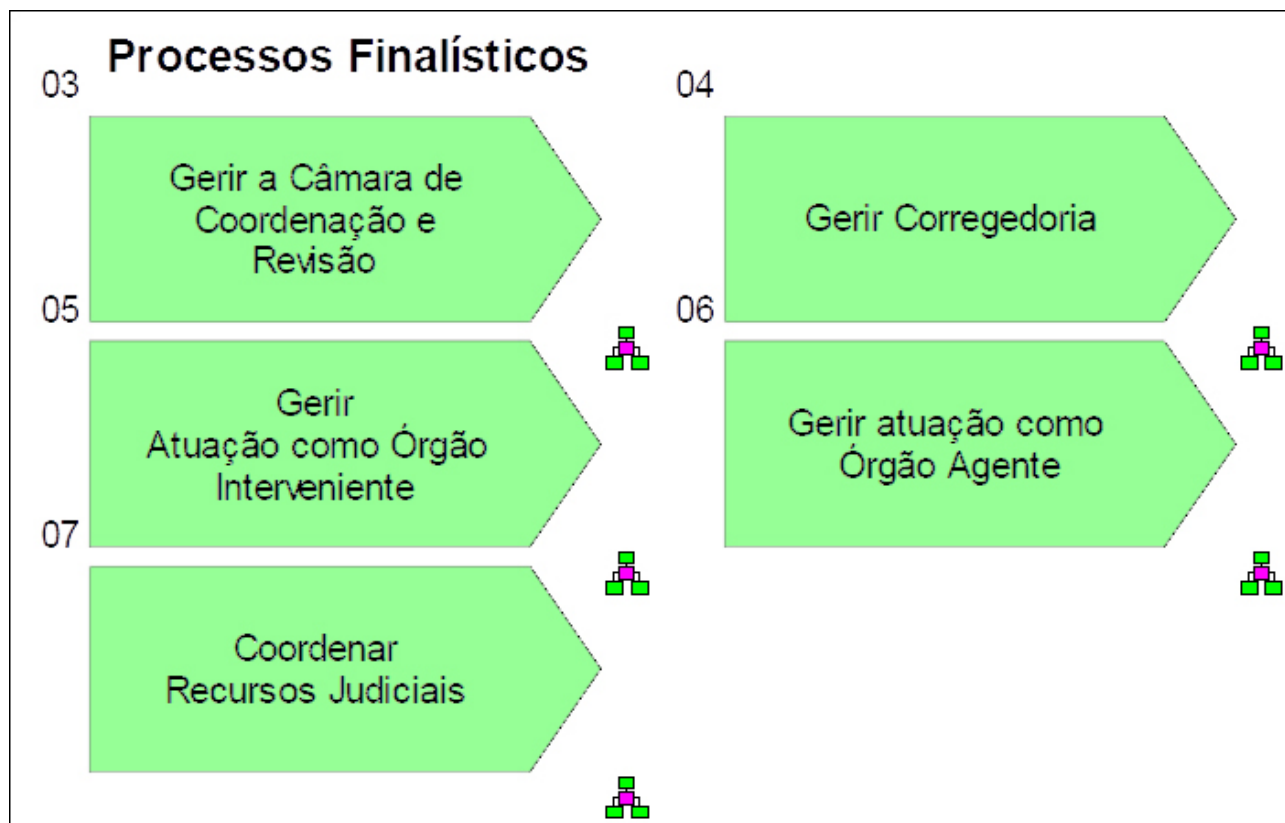 Processos Finalísticos
03
Gerir a Câmara de
Coordenação e
Revisão
04
Gerir Corregedoria
05
Gerir
Atuação como Órgão
Interveniente
06
Gerir atuação como
Órgão Agente
07
Coordenar
Recursos Judiciais